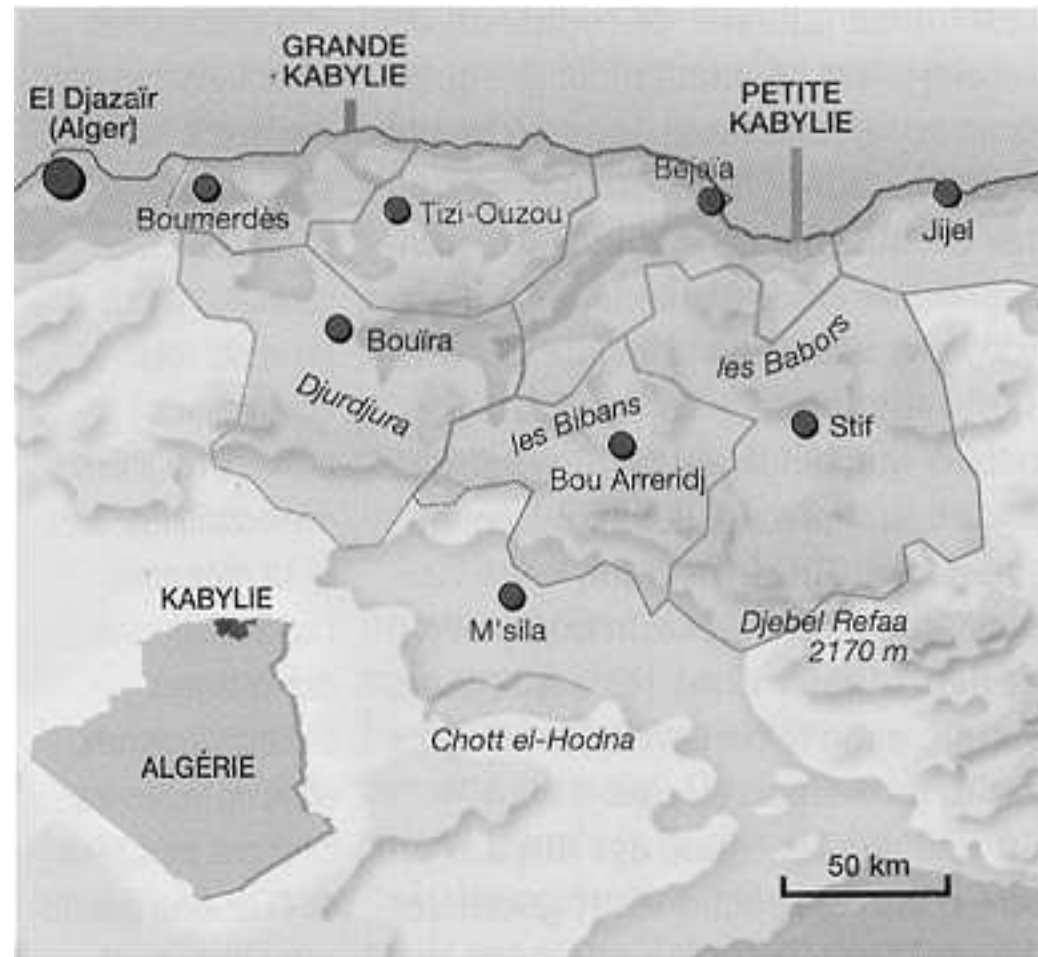 GRANDE
KABYLIE
El Djazaïr
(Alger)
PETITE
KABYLIE
Bejaïa
Boumerdès
Tizi-Ouzou
Jijel
Bouïra
les Babors
Djurdjura
les Bibans
Stif
Bou Arreridj
KABYLIE
M'sila
Djebel Refaa
2170 m
Chott el-Hodna
ALGÉRIE
50 km